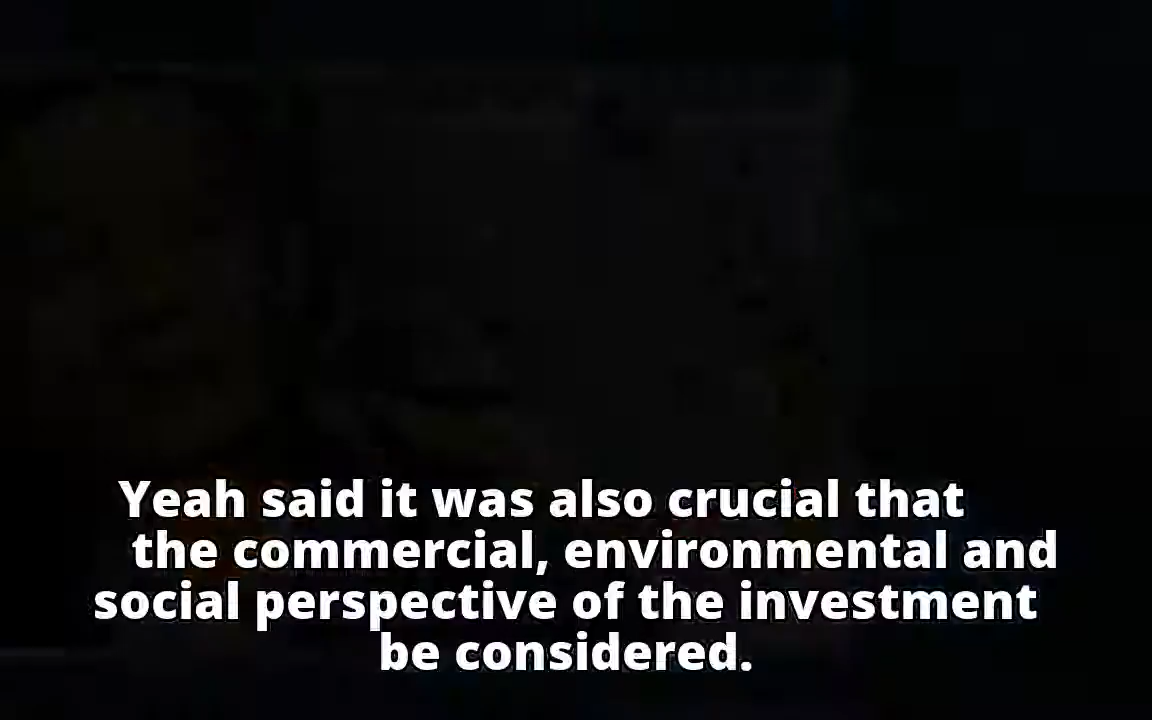 Yeah said it was also crucial that
the commercial, environmental and
social perspective of the investment
be considered.